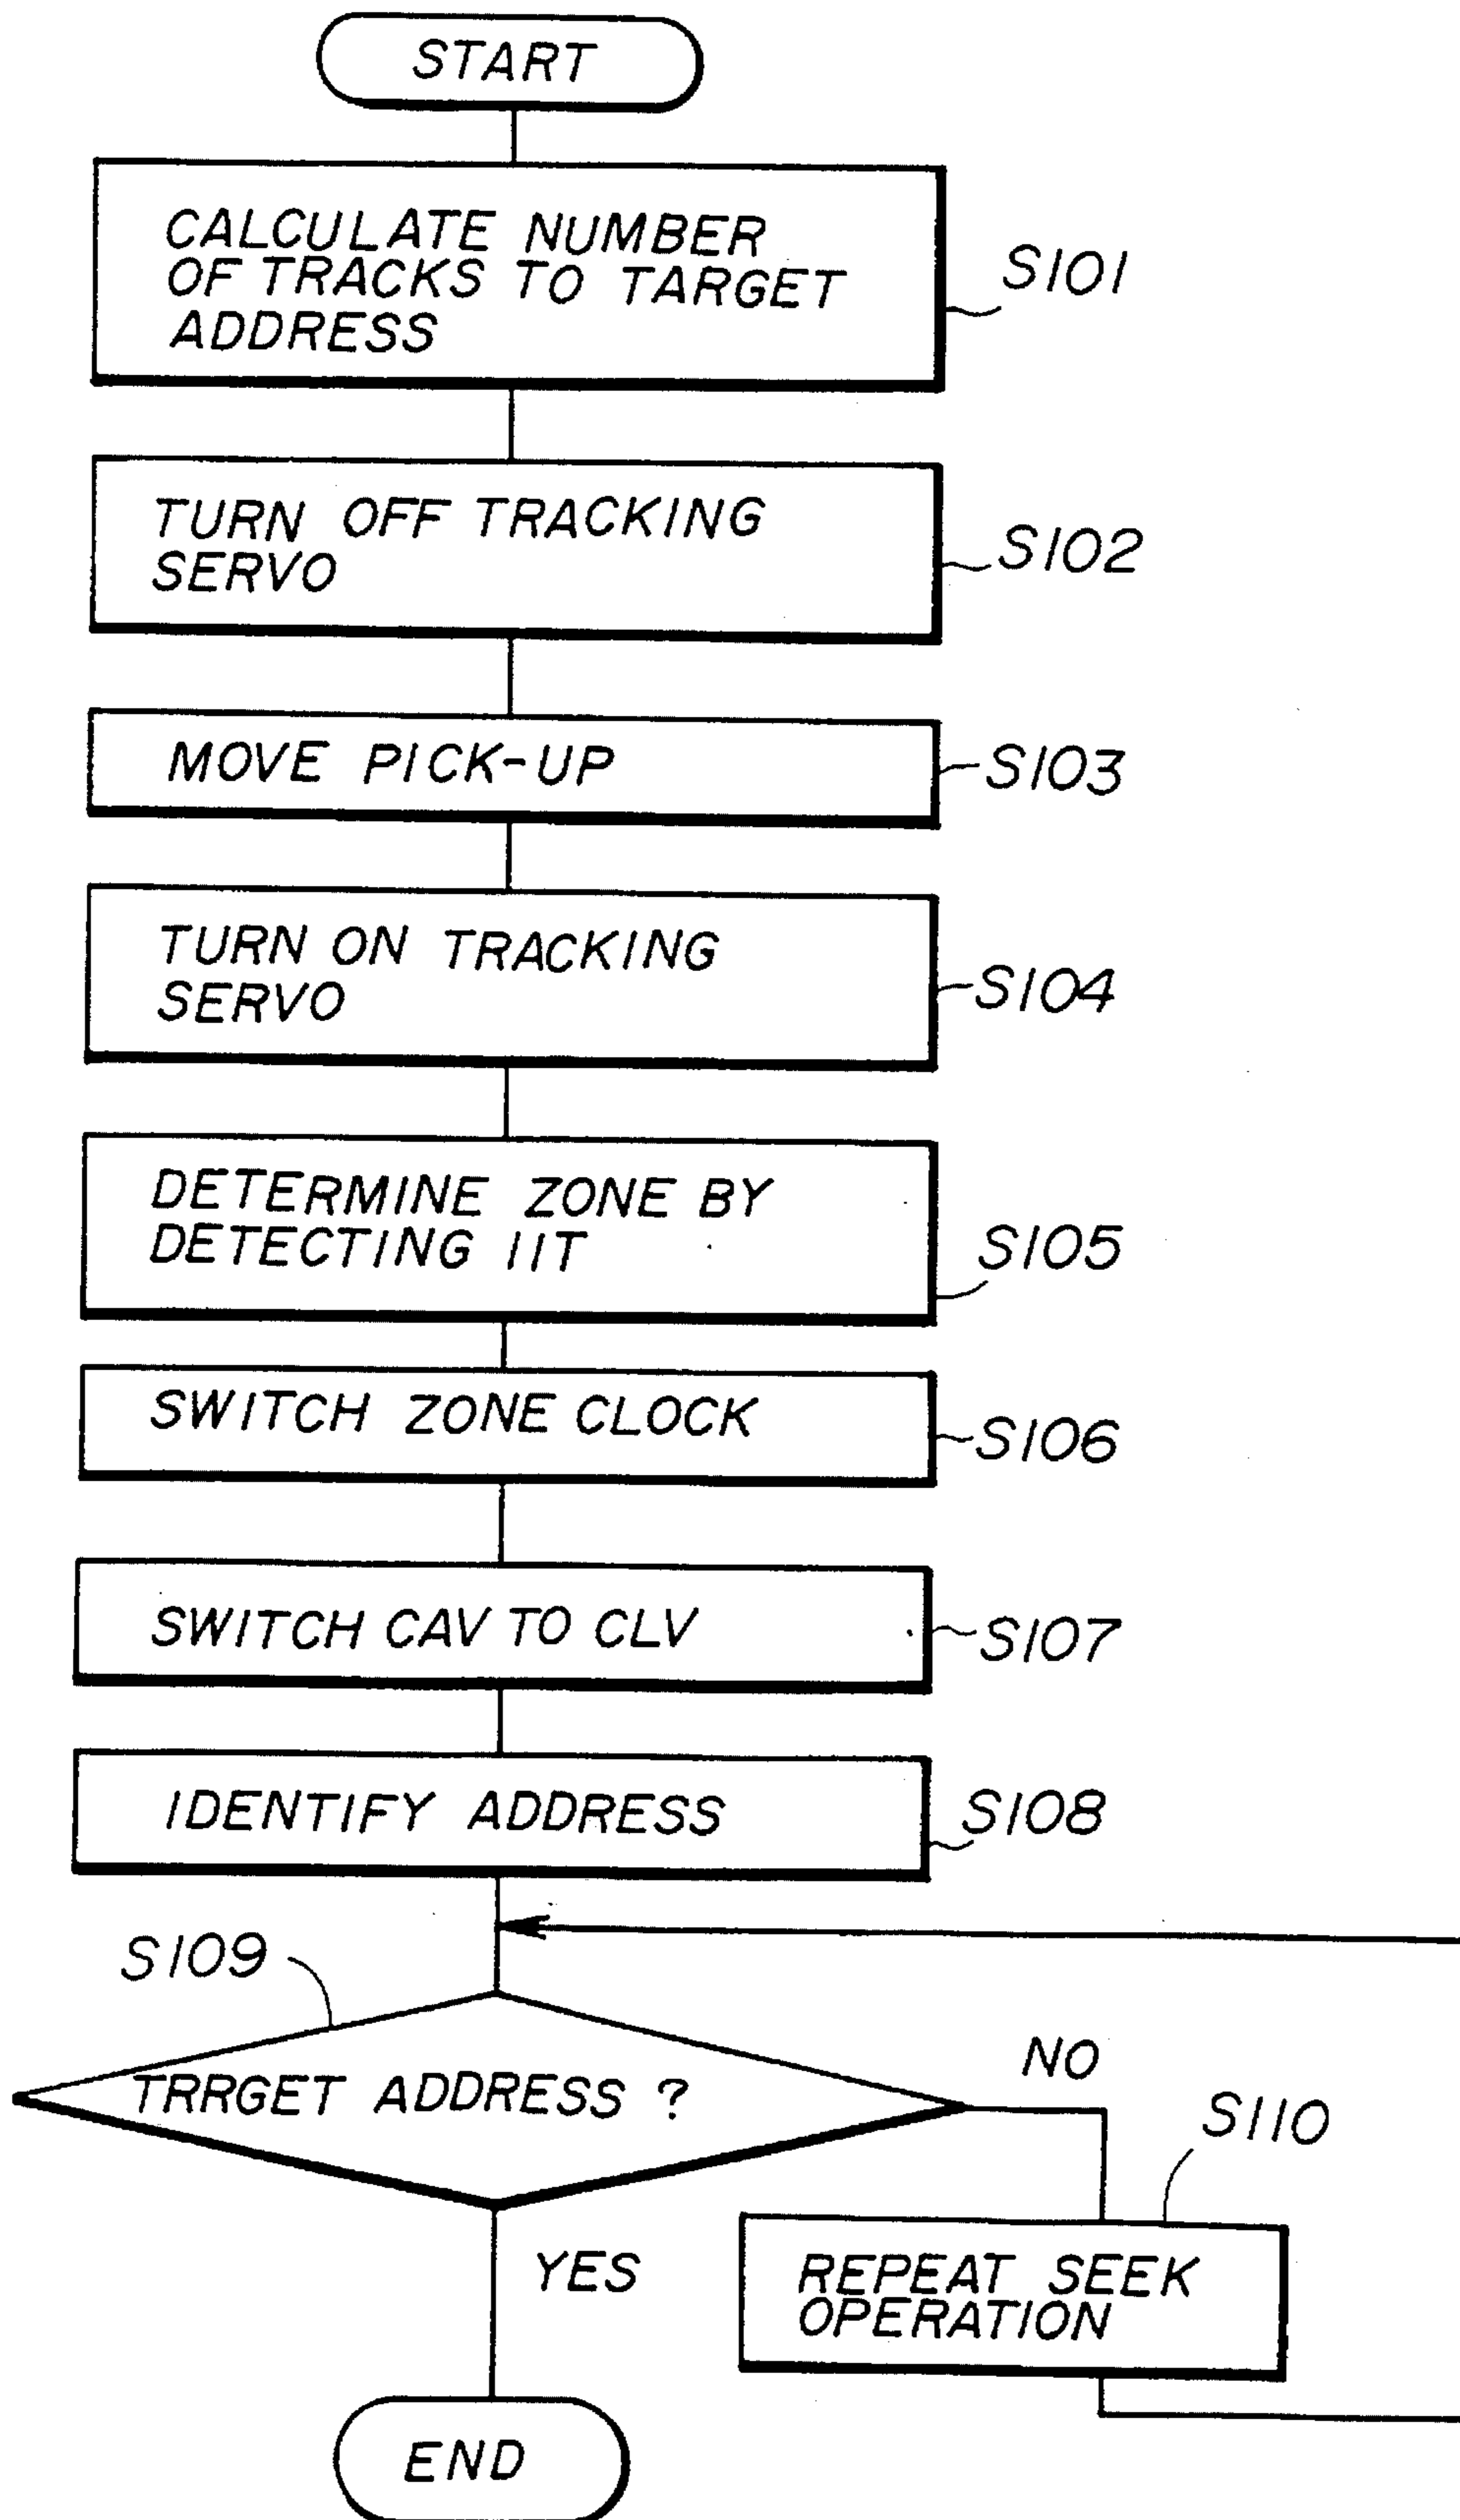 START
CALCULATE NUMBER
OF TRACKS TO TARGET
ADDRESS
S101
TURN OFF TRACKING
SERVO
S102
MOVE PICK-UP
S103
TURN ON TRACKING
SERVO
S104
DETERMINE ZONE BY
DETECTING IIT
S105
SWITCH ZONE CLOCK
S106
SWITCH CAV TO CLV
S107
IDENTIFY ADDRESS
S108
S109
TRRGET ADDRESS ?
NO
S110
YES
REPEAT SEEK
OPERATION
END